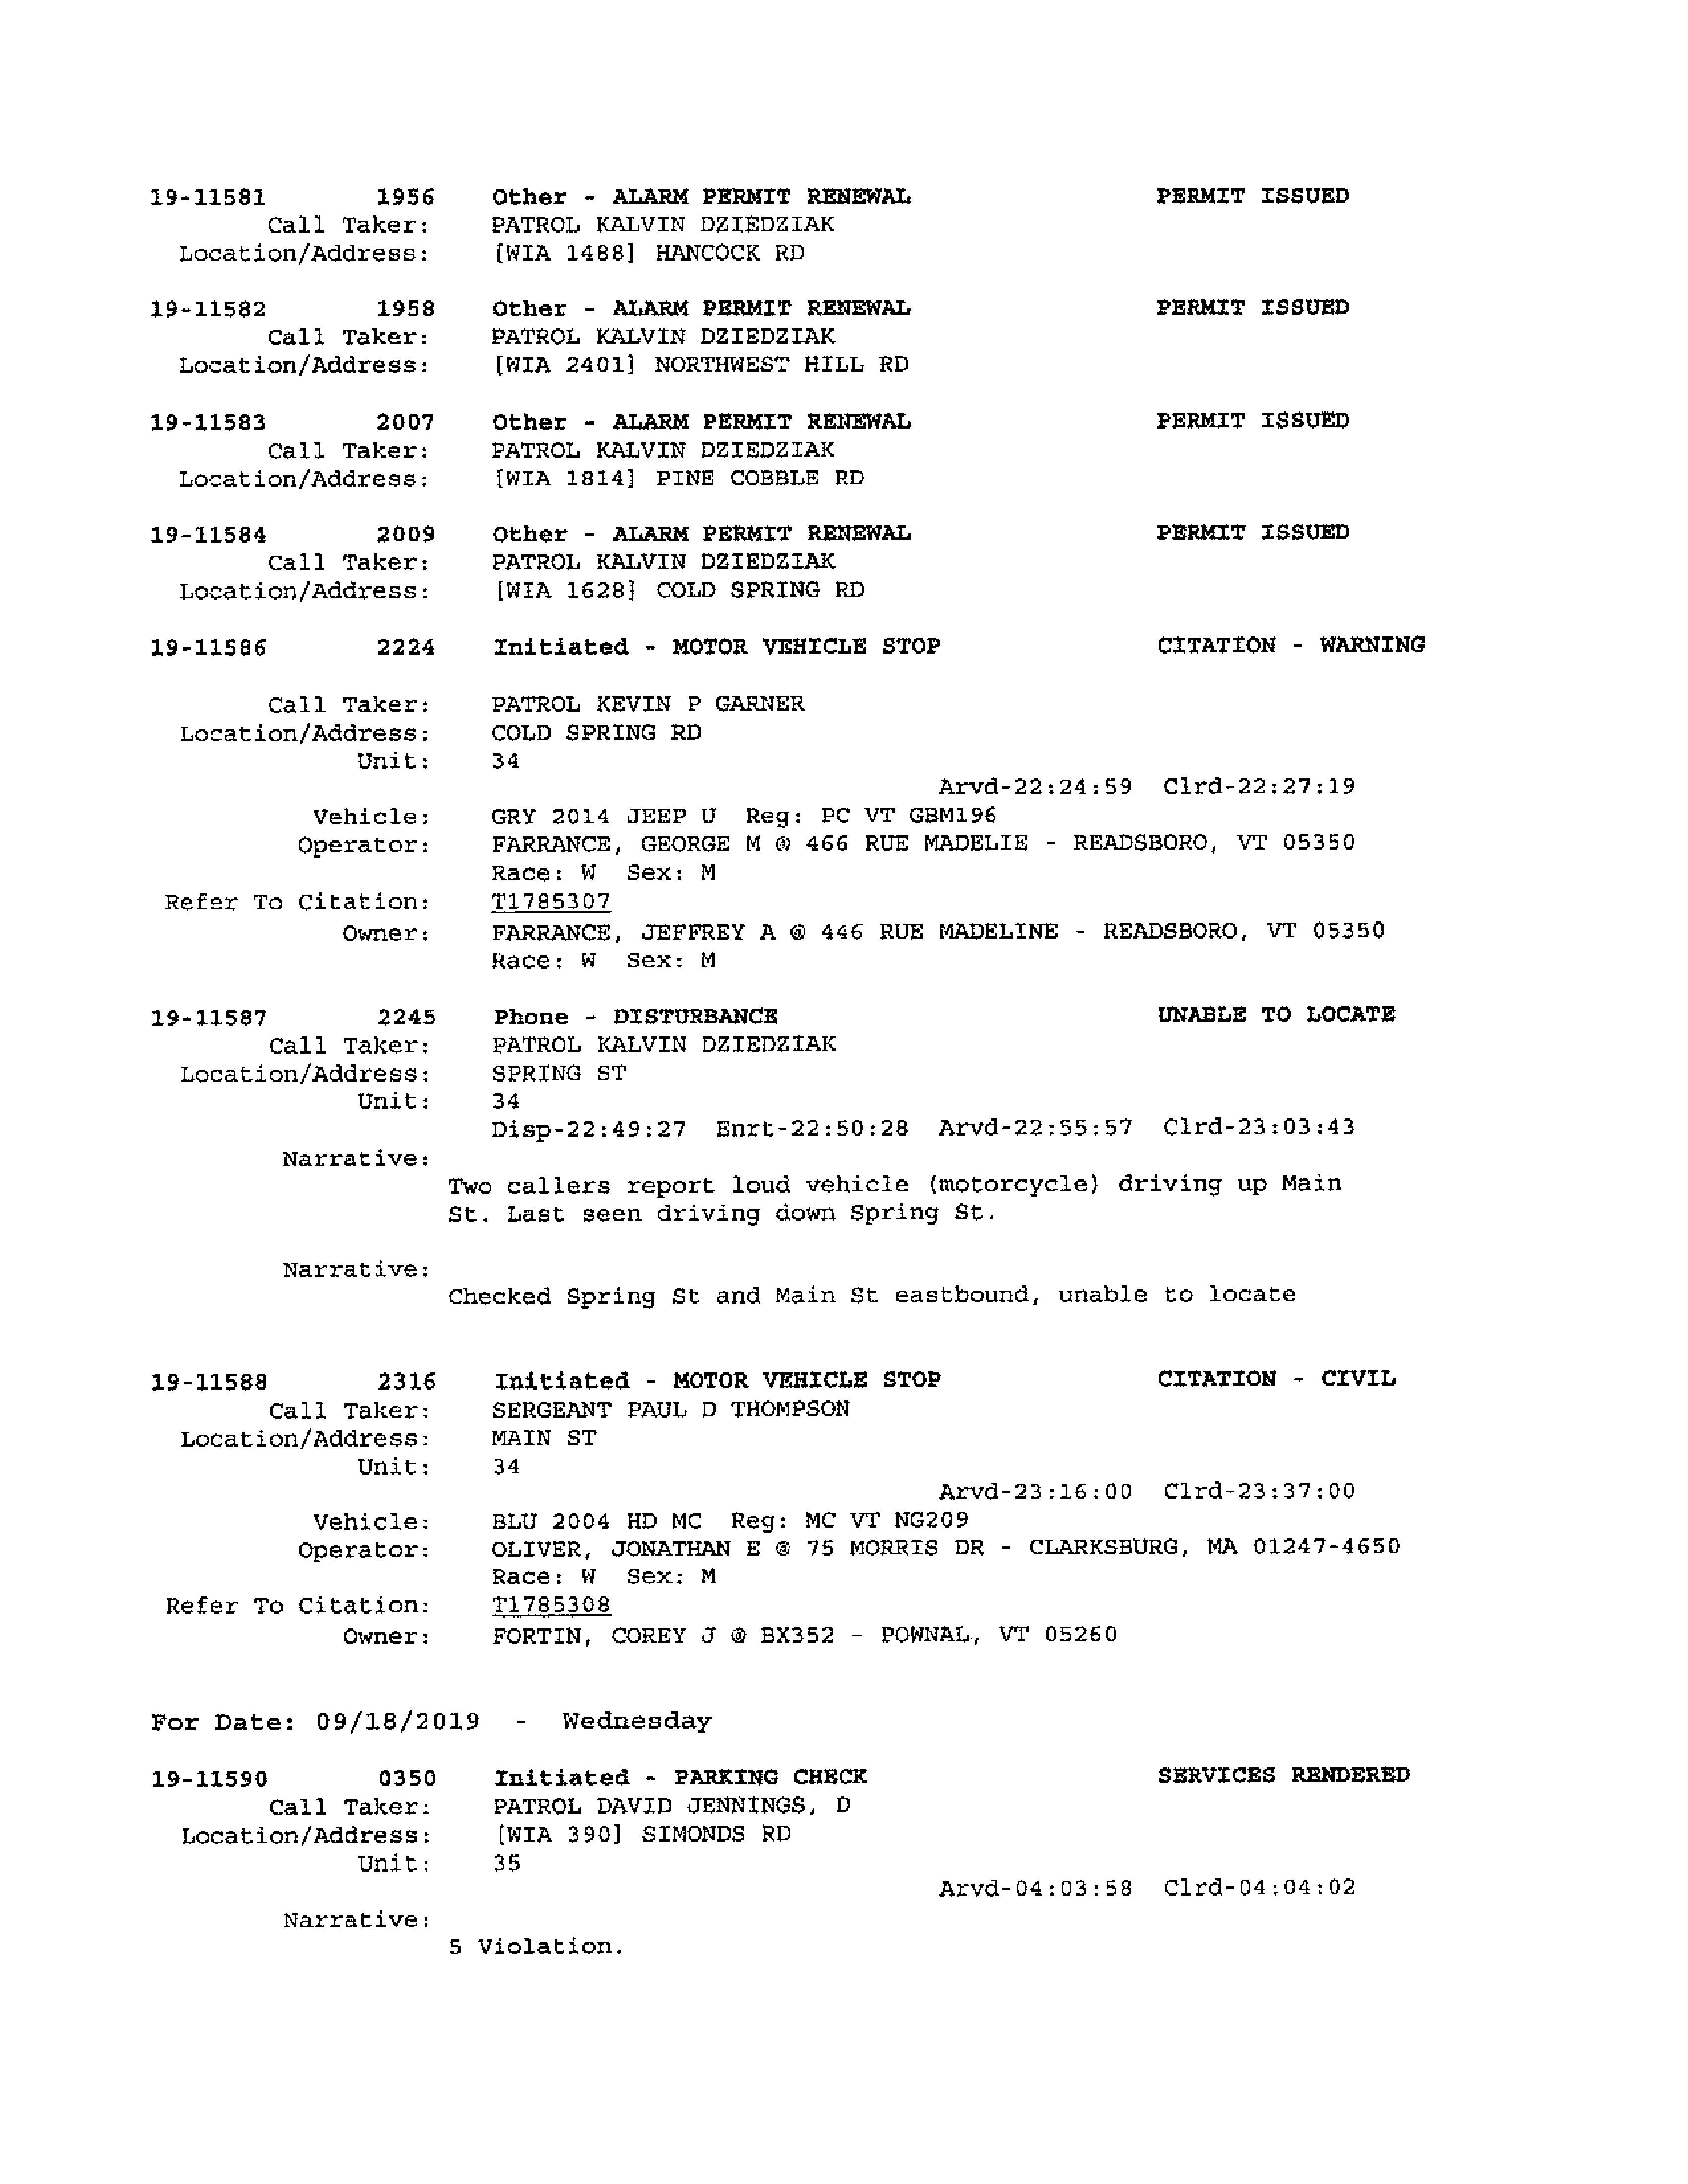 19-11581 1956 Other - ALARM PERMIT RENEWAL PERMIT ISSUED
Call Taker: PATROL KALVIN DZIEDZIAK
Location/Address: [WIA 1488] HANCOCK RD
19-11582 1958 Other - ALARM PERMIT RENEWAL PERMIT ISSUED
Call Taker: PATROL KALVIN DZIEDZIAK
Location/Address: [WIA 2401] NORTHWEST HILL RD
19-11583 2007 Other - ALARM PERMIT RENEWAL PERMIT ISSUED
Call Taker: PATROL KALVIN DZIEDZIAK
Location/Address: [WIA 1814] PINE COBBLE RD
19-11584 2009 Other - ALARM PERMIT RENEWAL PERMIT ISSUED
Call Taker: PATROL KALVIN DZIEDZIAK
Location/Address: [WIA 1628] COLD SPRING RD
19-11586 2224 Initiated - MOTOR VEHICLE STOP CITATION - WARNING
Call Taker: PATROL KEVIN P GARNER
Location/Address: COLD SPRING RD
Unit: 34
Arvd-22:24:59 Clrd-22:27:19
Vehicle: GRY 2014 JEEP U Reg: PC VT GBM196
Operator: FARRANCE, GEORGE M @ 466 RUE MADELIE - READSBORO, VT 05350
Race: W Sex: M
Refer To Citation: T1785307
Owner: FARRANCE, JEFFREY A @ 446 RUE MADELINE - READSBORO, VT 05350
Race: W Sex: M
19-11587 2245 Phone - DISTURBANCE UNABLE TO LOCATE
Call Taker: PATROL KALVIN DZIEDZIAK
Location/Address: SPRING ST
Unit: 34
Disp-22:49:27 Enrt-22:50:28 Arvd-22:55:57 Clrd-23:03:43
Narrative:
Two callers report loud vehicle (motorcycle) driving up Main
St. Last seen driving down Spring St.
Narrative:
Checked Spring St and Main St eastbound, unable to locate
19-11588 2316 Initiated - MOTOR VEHICLE STOP CITATION - CIVIL
Call Taker: SERGEANT PAUL D THOMPSON
Location/Address: MAIN ST
Unit: 34
Arvd-23:16:00 Clrd-23:37:00
Vehicle: BLU 2004 HD MC Reg: MC VT NG209
Operator: OLIVER, JONATHAN E @ 75 MORRIS DR - CLARKSBURG, MA 01247-4650
Race: W Sex: M
Refer To Citation: T1785308
Owner: FORTIN, COREY J @ BX352 - POWNAL, VT 05260
For Date: 09/18/2019 - Wednesday
19-11590 0350 Initiated - PARKING CHECK SERVICES RENDERED
Call Taker: PATROL DAVID JENNINGS, D
Location/Address: [WIA 390] SIMONDS RD
Unit: 35
Arvd-04:03:58 Clrd-04:04:02
Narrative:
5 Violation.